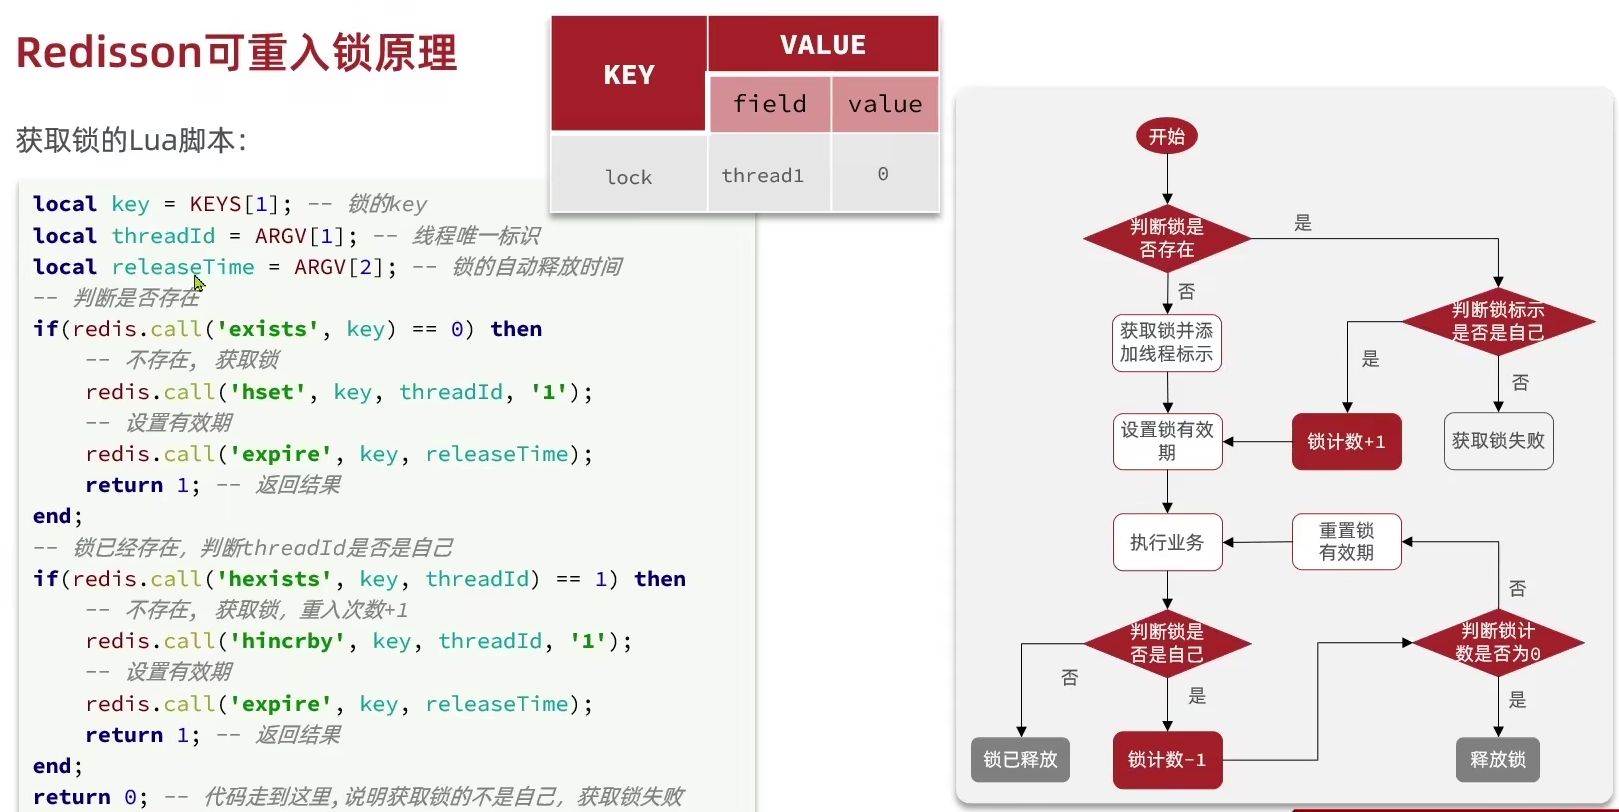 Redisson可重入锁原理
KEY
VALUE
field
value
lock
thread1
0
获取锁的Lua脚本：
local key = KEYS[1]; -- 锁的key
local threadId = ARGV[1]; -- 线程唯一标识
local releaseTime = ARGV[2]; -- 锁的自动释放时间
-- 判断是否存在
if(redis.call('exists', key) == 0) then
    -- 不存在, 获取锁
    redis.call('hset', key, threadId, '1');
    -- 设置有效期
    redis.call('expire', key, releaseTime);
    return 1; -- 返回结果
end;
-- 锁已经存在，判断threadId是否是自己
if(redis.call('hexists', key, threadId) == 1) then
    -- 不存在, 获取锁，重入次数+1
    redis.call('hincrby', key, threadId, '1');
    -- 设置有效期
    redis.call('expire', key, releaseTime);
    return 1; -- 返回结果
end;
return 0; -- 代码走到这里,说明获取锁的不是自己，获取锁失败
开始
判断锁是
否存在
是
否
判断锁标示
是否是自己
获取锁并添
加线程标示
是
否
设置锁有效
期
锁计数+1
获取锁失败
执行业务
重置锁
有效期
否
判断锁是
否是自己
判断锁计
数是否为0
否
是
是
锁已释放
锁计数-1
释放锁